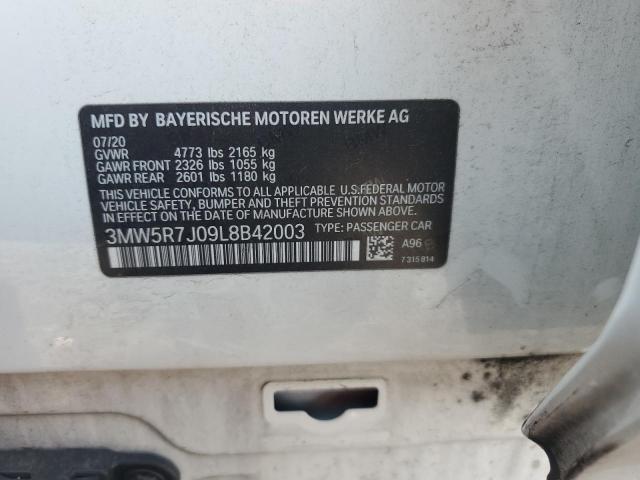 MFD BY BAYERISCHE MOTOREN WERKE AG
07/20
GVWR 4773 lbs 2165 kg
GAWR FRONT 2326 lbs 1055 kg
GAWR REAR 2601 lbs 1180 kg
THIS VEHICLE CONFORMS TO ALL APPLICABLE U.S.FEDERAL MOTOR
VEHICLE SAFETY, BUMPER AND THEFT PREVENTION STANDARDS
IN EFFECT ON THE DATE OF MANUFACTURE SHOWN ABOVE.
3MW5R7J09L8B42003 TYPE: PASSENGER CAR
A96
7315814